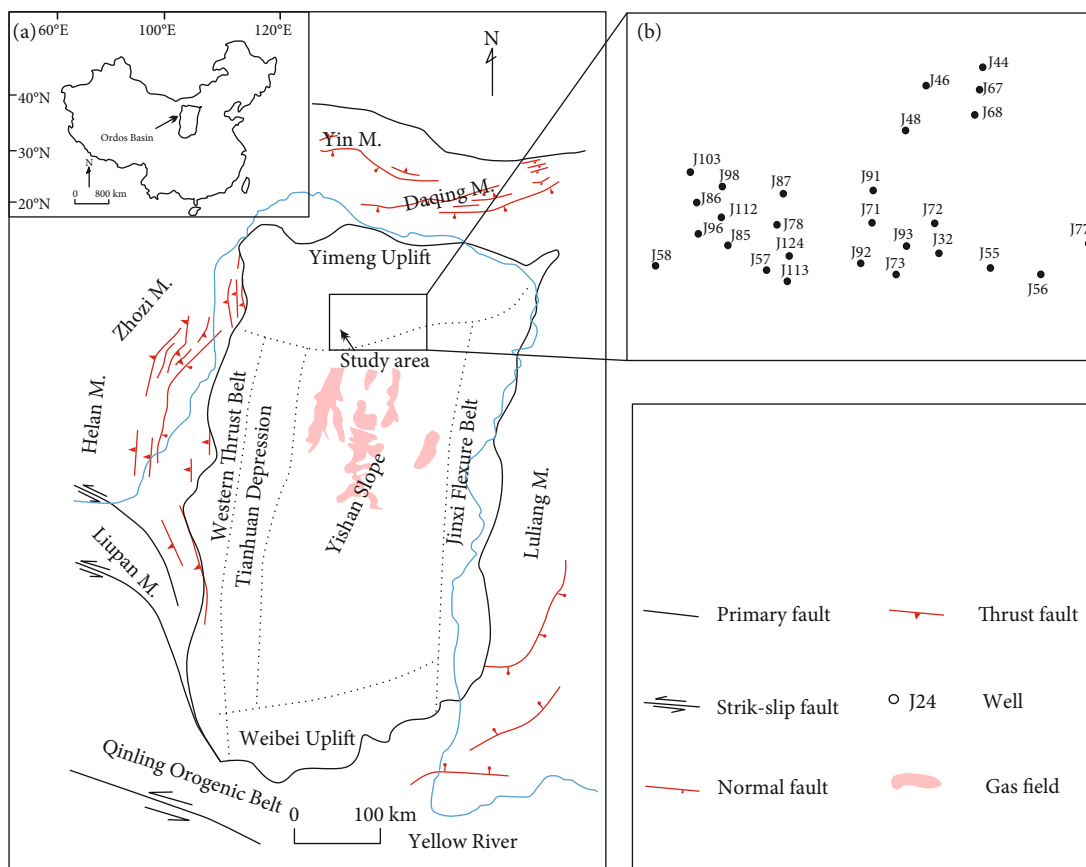 (a)
60°E
100°E
120°E
40°N
30°N
20°N
Ordos Basin
N
0 800 km
N
Yin M.
Daqing M.
Yimeng Uplift
Zhozi M.
Study area
Helan M.
Western Thrust Belt
Tianhuan Depression
Yishan Slope
Jinxi Flexure Belt
Luliang M.
Liupan M.
Weibei Uplift
Qinling Orogenic Belt
0 100 km
Yellow River
(b)
J44
J46
J67
J68
J48
J103
J98
J87
J91
J86
J112
J78
J71
J72
J77
J96
J85
J124
J93
J32
J58
J57
J113
J92
J73
J55
J56
Primary fault
Thrust fault
Strik-slip fault
J24
Well
Normal fault
Gas field